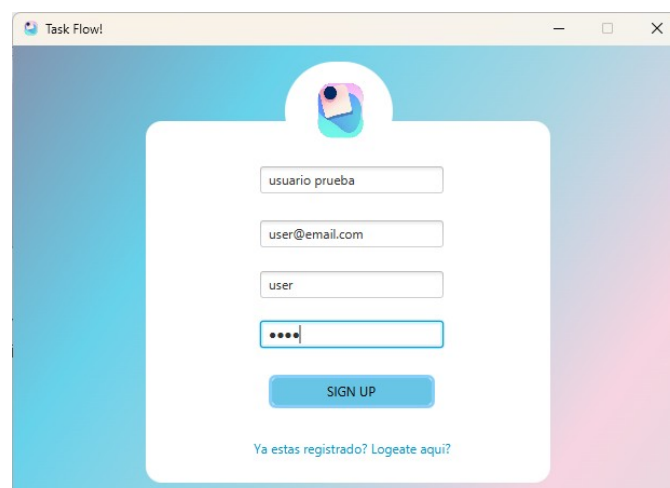 Task Flow!
usuario prueba
user@email.com
user
••••
SIGN UP
Ya estas registrado? Logeate aqui?